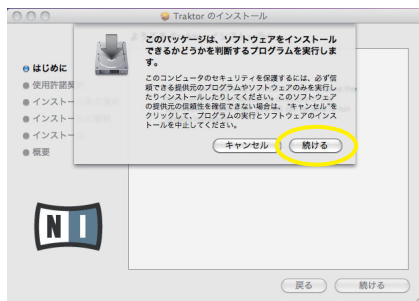 Traktor のインストール
このパッケージは、ソフトウェアをインストール
できるかどうかを判断するプログラムを実行しま
す。
このコンピュータのセキュリティを保護するには、必ず信
頼できる提供元のプログラムやソフトウェアのみを実行し
たりインストールしたりしてください。このソフトウェア
の提供元の信頼性を確信できない場合は、"キャンセル"を
クリックして、プログラムの実行とソフトウェアのインス
トールを中止してください。
キャンセル 続ける
はじめに
使用許諾契
インストー
インストー
インストー
概要
NI
戻る 続ける